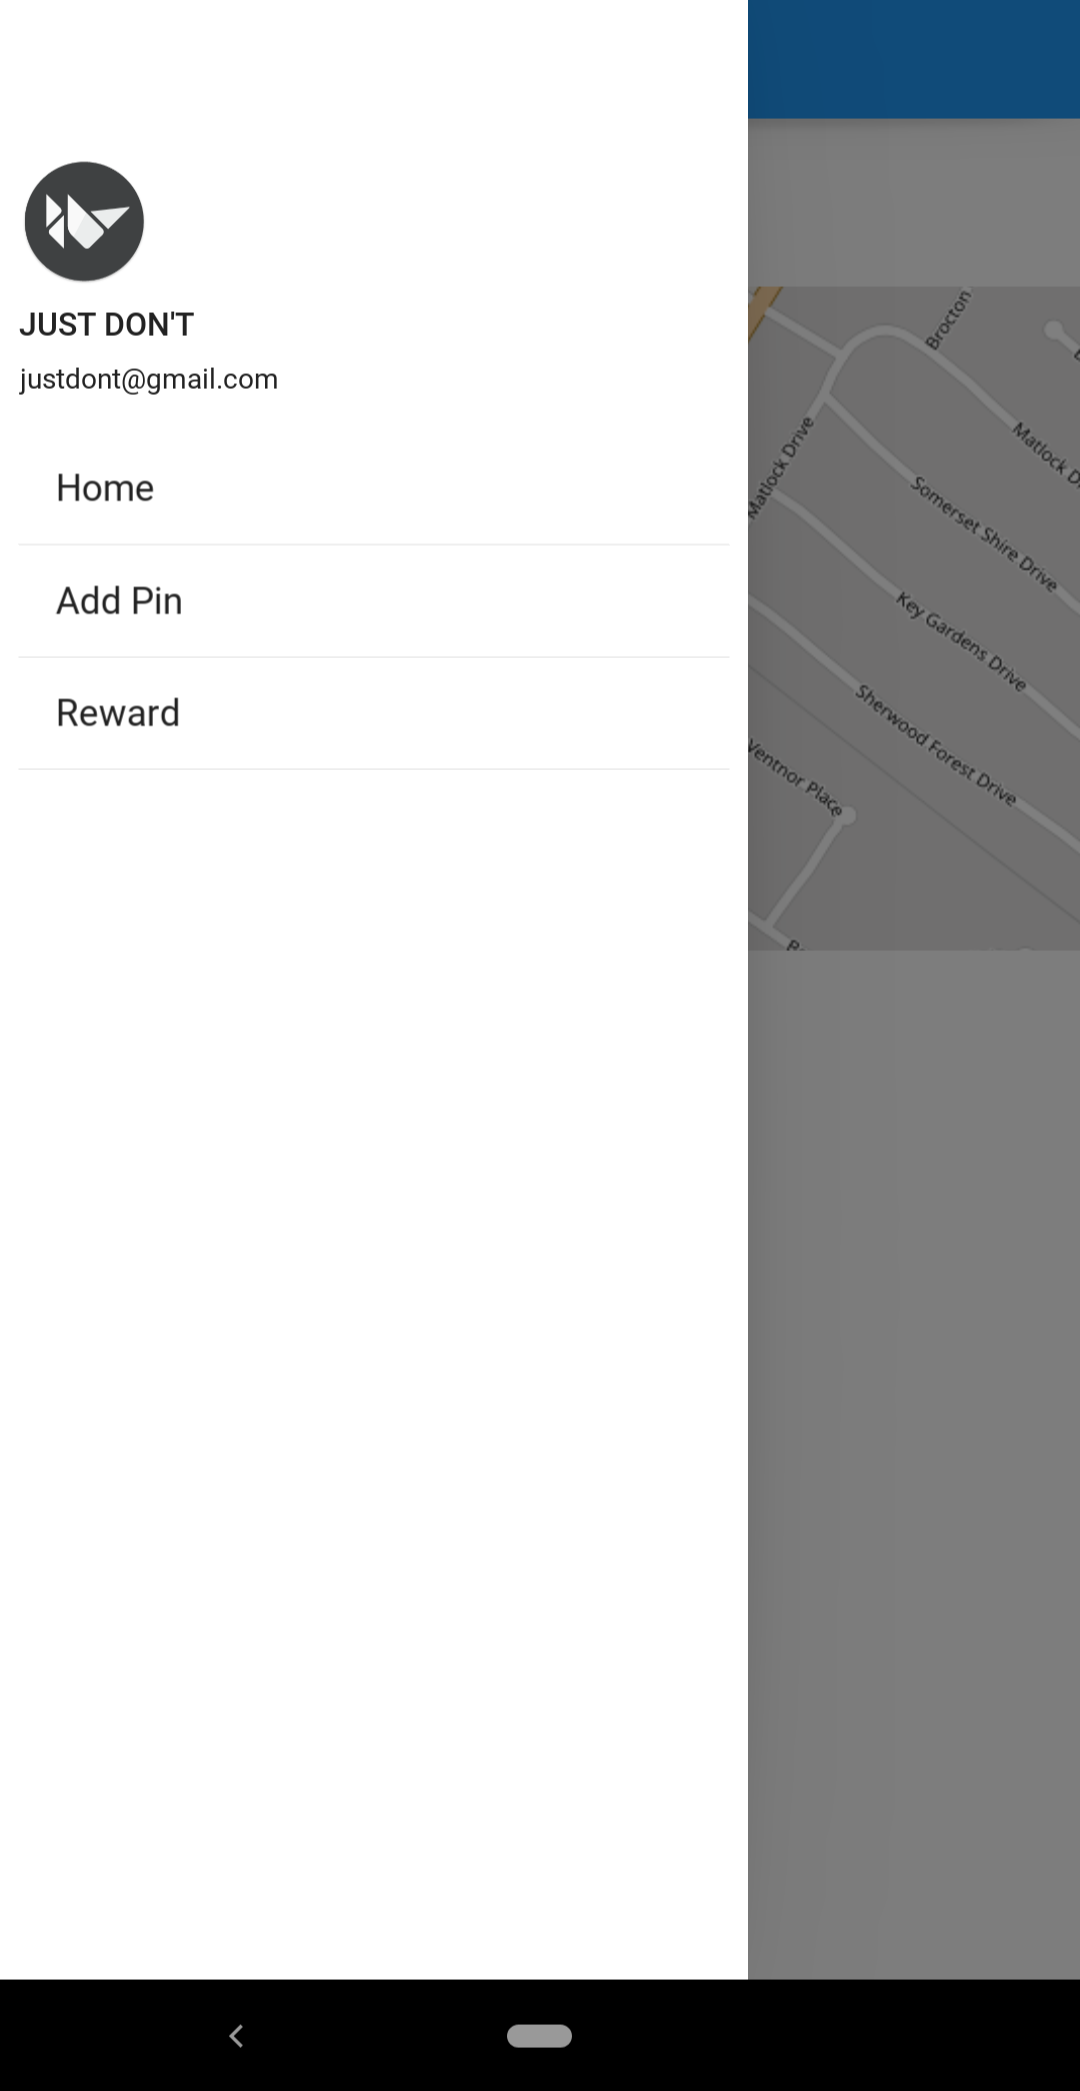 JUST DON'T
justdont@gmail.com
Home
Add Pin
Reward
Brocton
Matlock Drive
Matlock D
Somerset Shire Drive
Key Gardens Drive
Sherwood Forest Drive
Ventnor Place